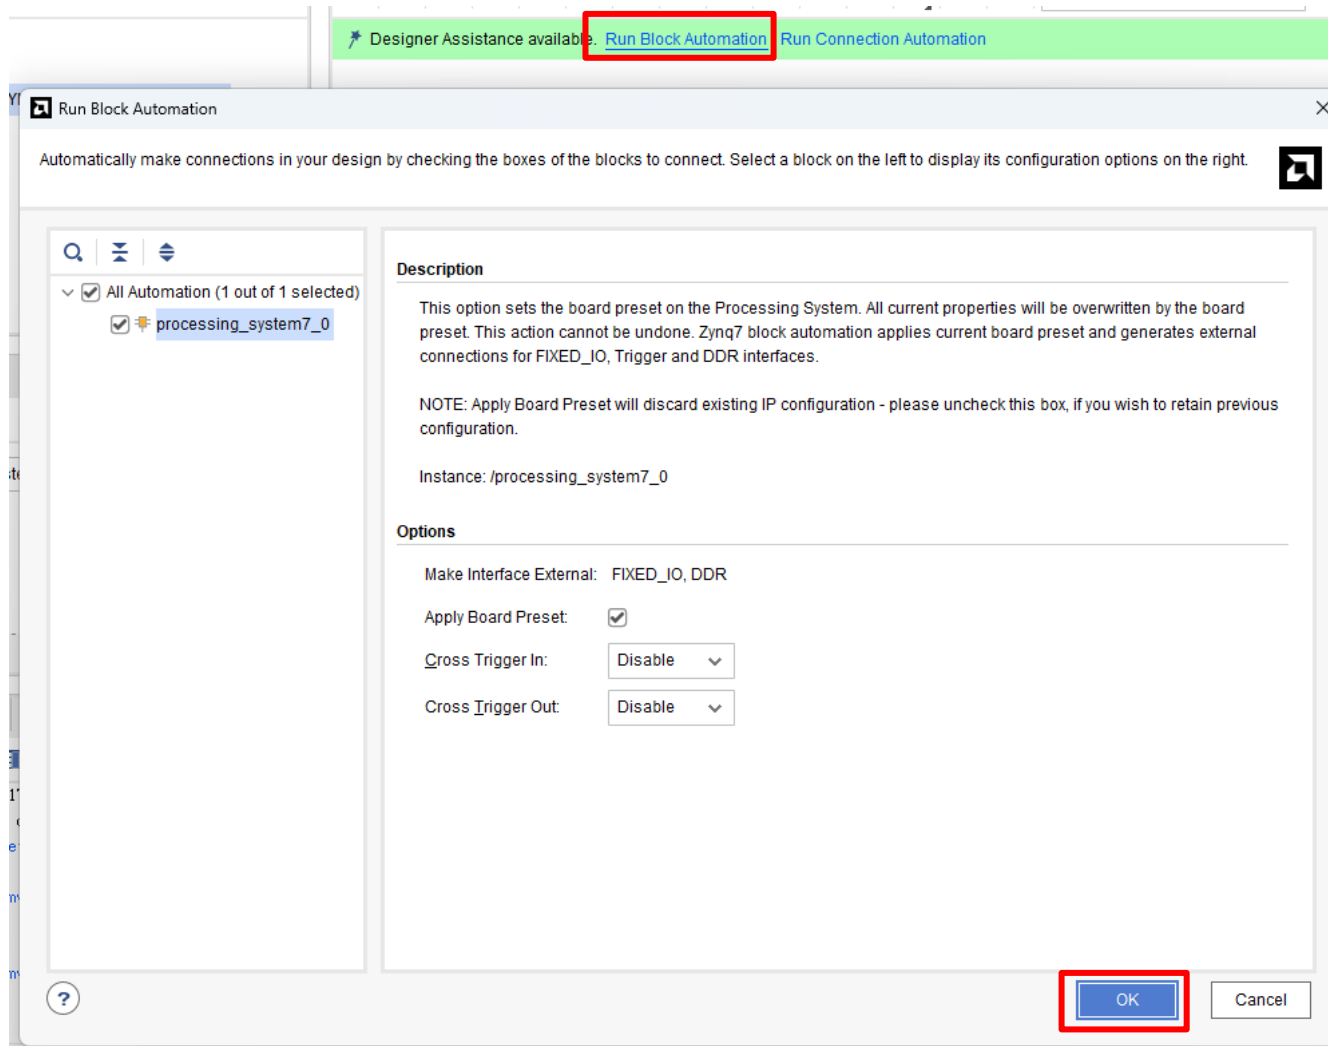 Designer Assistance available. Run Block Automation Run Connection Automation
Run Block Automation
Automatically make connections in your design by checking the boxes of the blocks to connect. Select a block on the left to display its configuration options on the right.
All Automation (1 out of 1 selected)
processing_system7_0
Description
This option sets the board preset on the Processing System. All current properties will be overwritten by the board
preset. This action cannot be undone. Zynq7 block automation applies current board preset and generates external
connections for FIXED_IO, Trigger and DDR interfaces.
NOTE: Apply Board Preset will discard existing IP configuration - please uncheck this box, if you wish to retain previous
configuration.
Instance: /processing_system7_0
Options
Make Interface External: FIXED_IO, DDR
Apply Board Preset:
Cross Trigger In: Disable
Cross Trigger Out: Disable
? OK Cancel